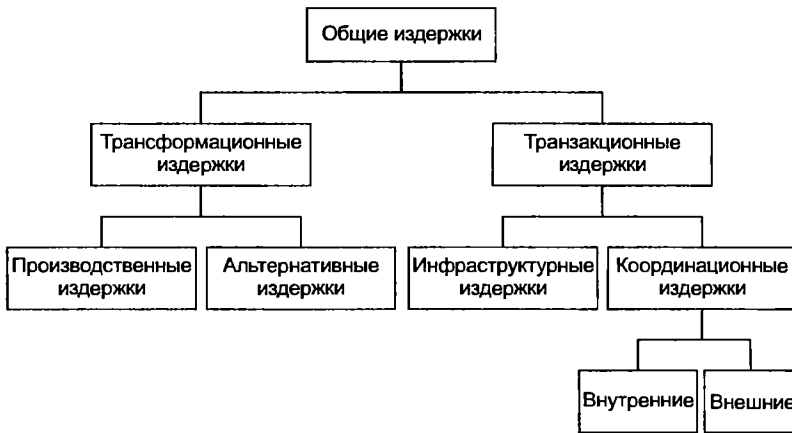 Общие издержки
Трансформационные
издержки
Транзакционные
издержки
Производственные
издержки
Альтернативные
издержки
Инфраструктурные
издержки
Координационные
издержки
Внутренние
Внешние